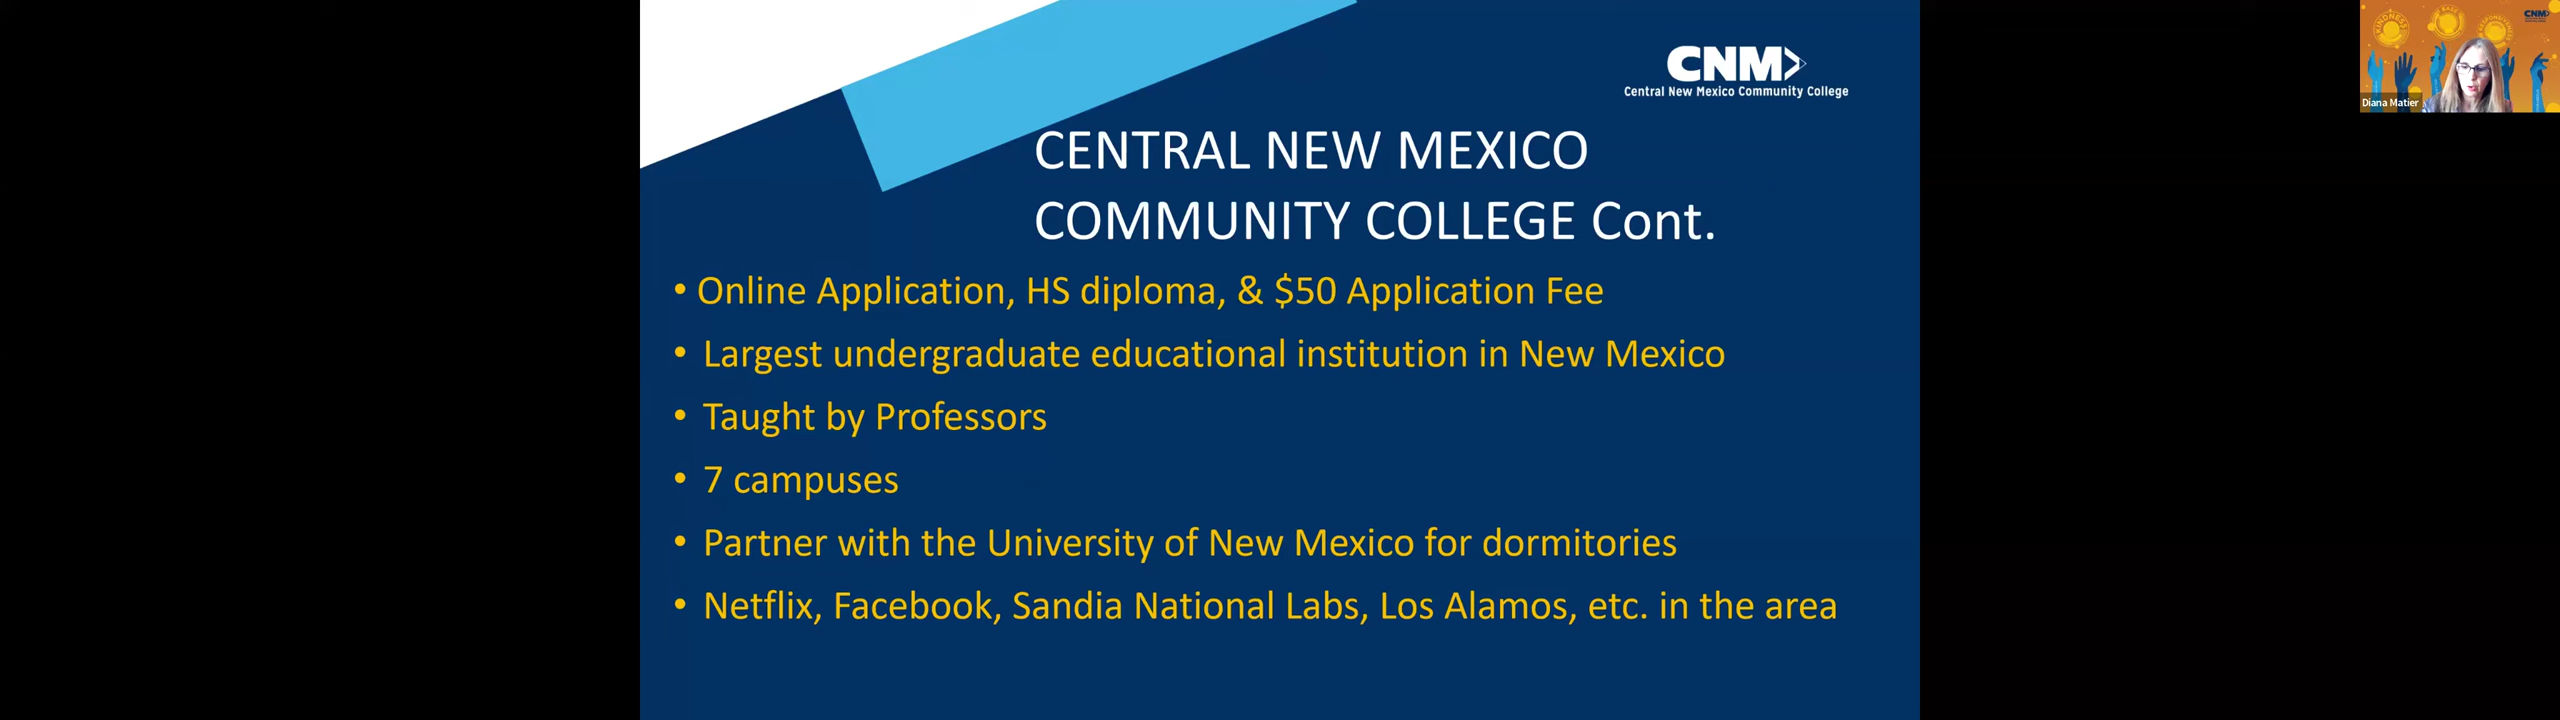 CNM
Central New Mexico Community College
CENTRAL NEW MEXICO
COMMUNITY COLLEGE Cont.
• Online Application, HS diploma, & $50 Application Fee
• Largest undergraduate educational institution in New Mexico
• Taught by Professors
• 7 campuses
• Partner with the University of New Mexico for dormitories
• Netflix, Facebook, Sandia National Labs, Los Alamos, etc. in the area
KINDNESS
CNM
Diana Matier